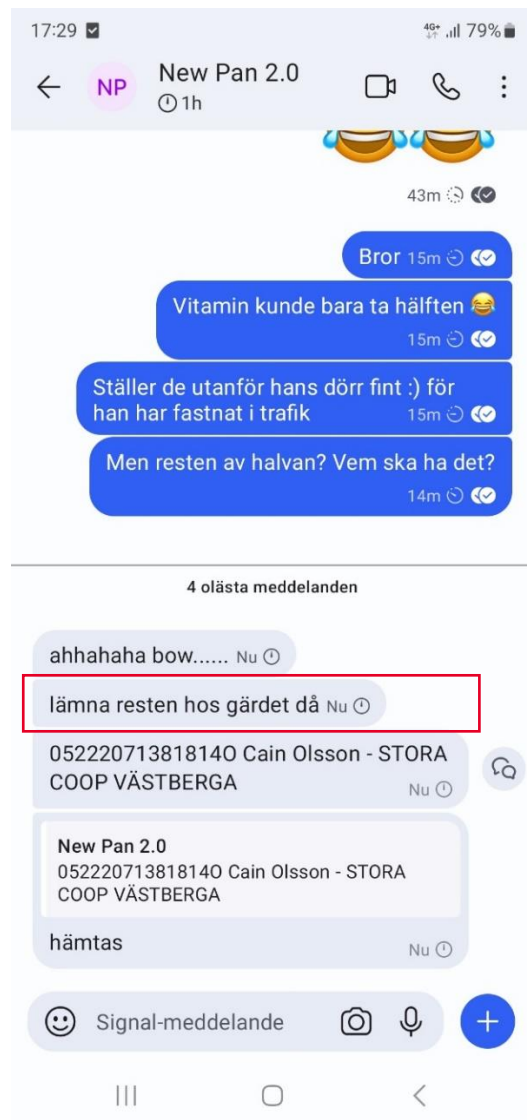 17:29 4G+ 79%
NP New Pan 2.0
1h
43m
Bror 15m
Vitamin kunde bara ta hälften 😂
15m
Ställer de utanför hans dörr fint :) för
han har fastnat i trafik 15m
Men resten av halvan? Vem ska ha det?
14m
4 olästa meddelanden
ahhahaha bow...... Nu
lämna resten hos gärdet då Nu
05222071381814O Cain Olsson - STORA
COOP VÄSTBERGA Nu
New Pan 2.0
05222071381814O Cain Olsson - STORA
COOP VÄSTBERGA
hämtas Nu
Signal-meddelande